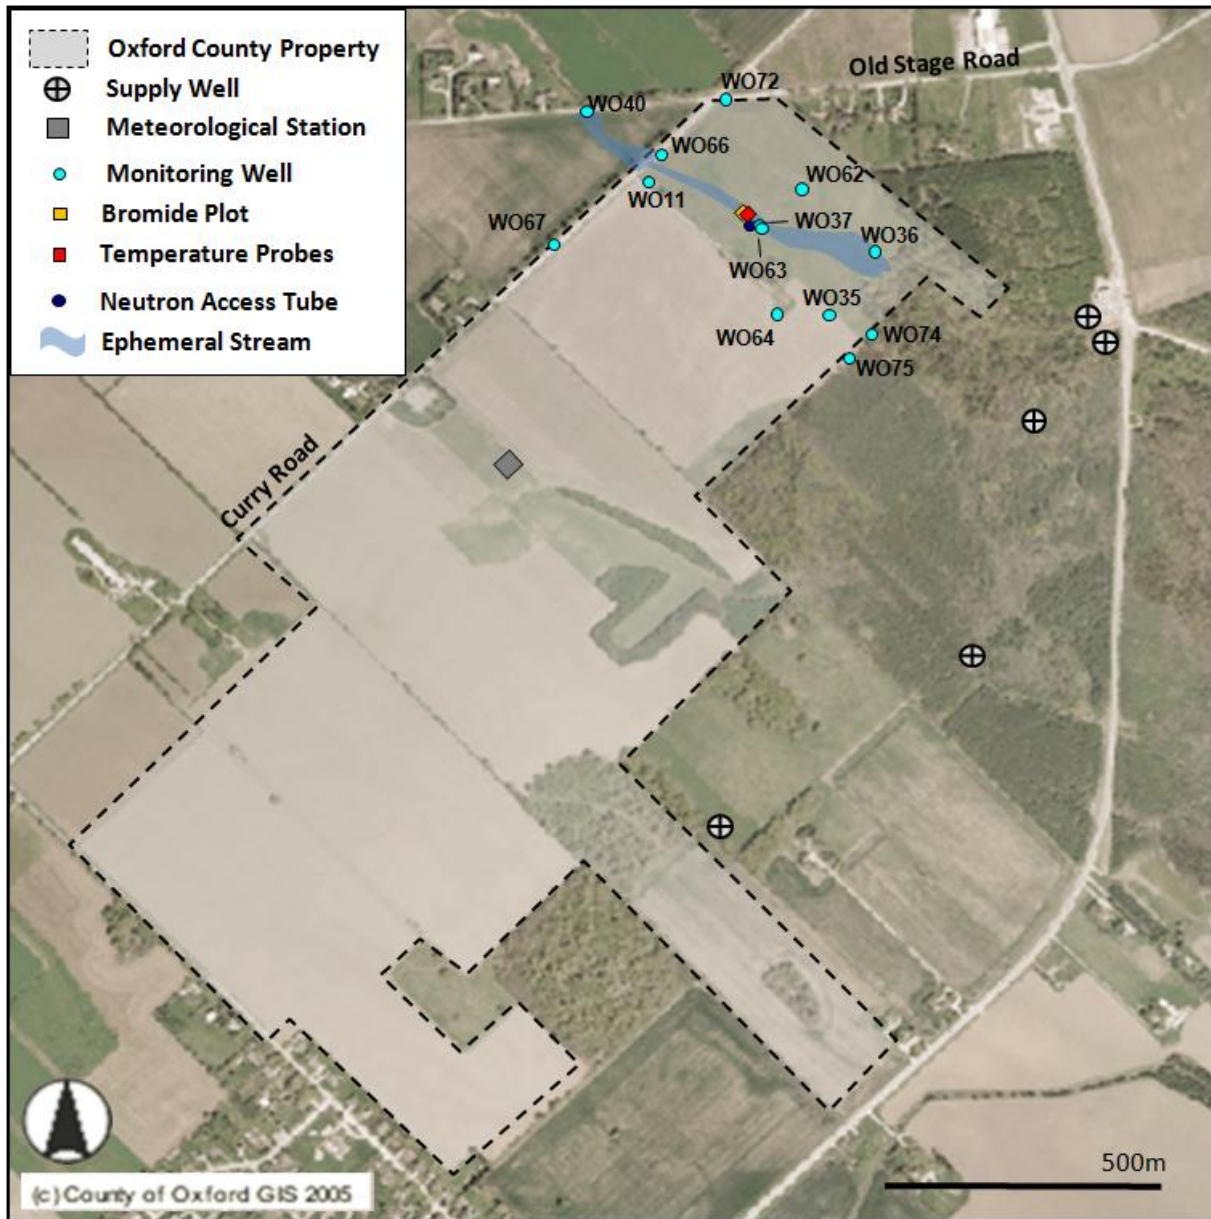 Oxford County Property
Supply Well
Meteorological Station
Monitoring Well
Bromide Plot
Temperature Probes
Neutron Access Tube
Ephemeral Stream
Old Stage Road
WO72
WO40
WO66
WO62
WO11
WO67
WO37
WO36
WO63
WO35
WO64
WO74
WO75
Curry Road
500m
(c) County of Oxford GIS 2005